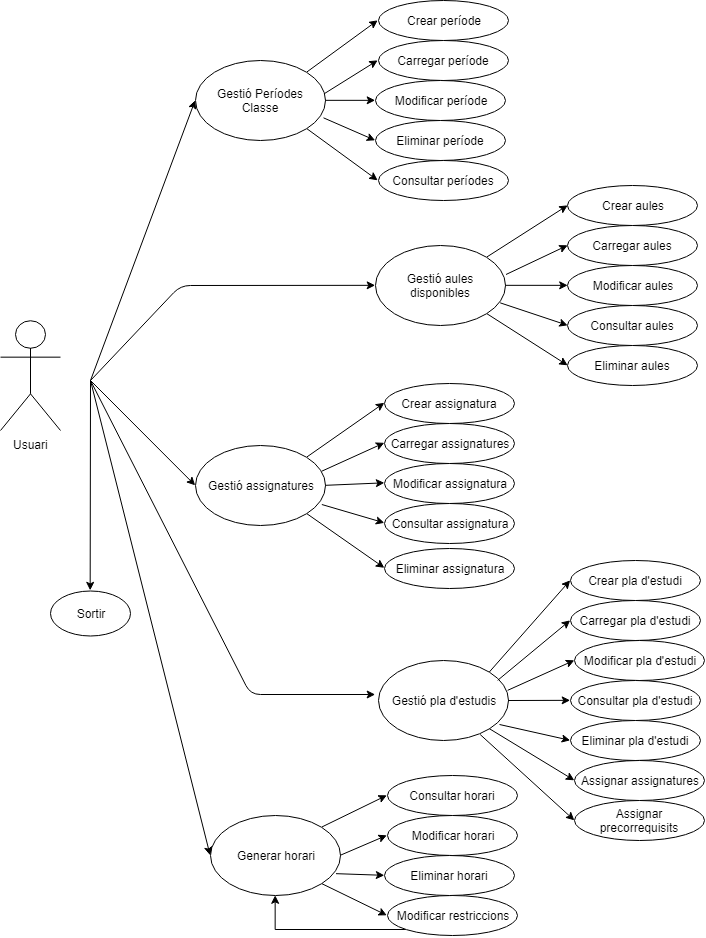 Crear període
Carregar període
Gestió Períodes
Classe
Modificar període
Eliminar període
Consultar períodes
Crear aules
Carregar aules
Gestió aules
disponibles
Modificar aules
Consultar aules
Eliminar aules
Usuari
Crear assignatura
Carregar assignatures
Gestió assignatures
Modificar assignatura
Consultar assignatura
Eliminar assignatura
Sortir
Crear pla d'estudi
Carregar pla d'estudi
Modificar pla d'estudi
Gestió pla d'estudis
Consultar pla d'estudi
Eliminar pla d'estudi
Assignar assignatures
Assignar
precorrequisits
Consultar horari
Modificar horari
Generar horari
Eliminar horari
Modificar restriccions